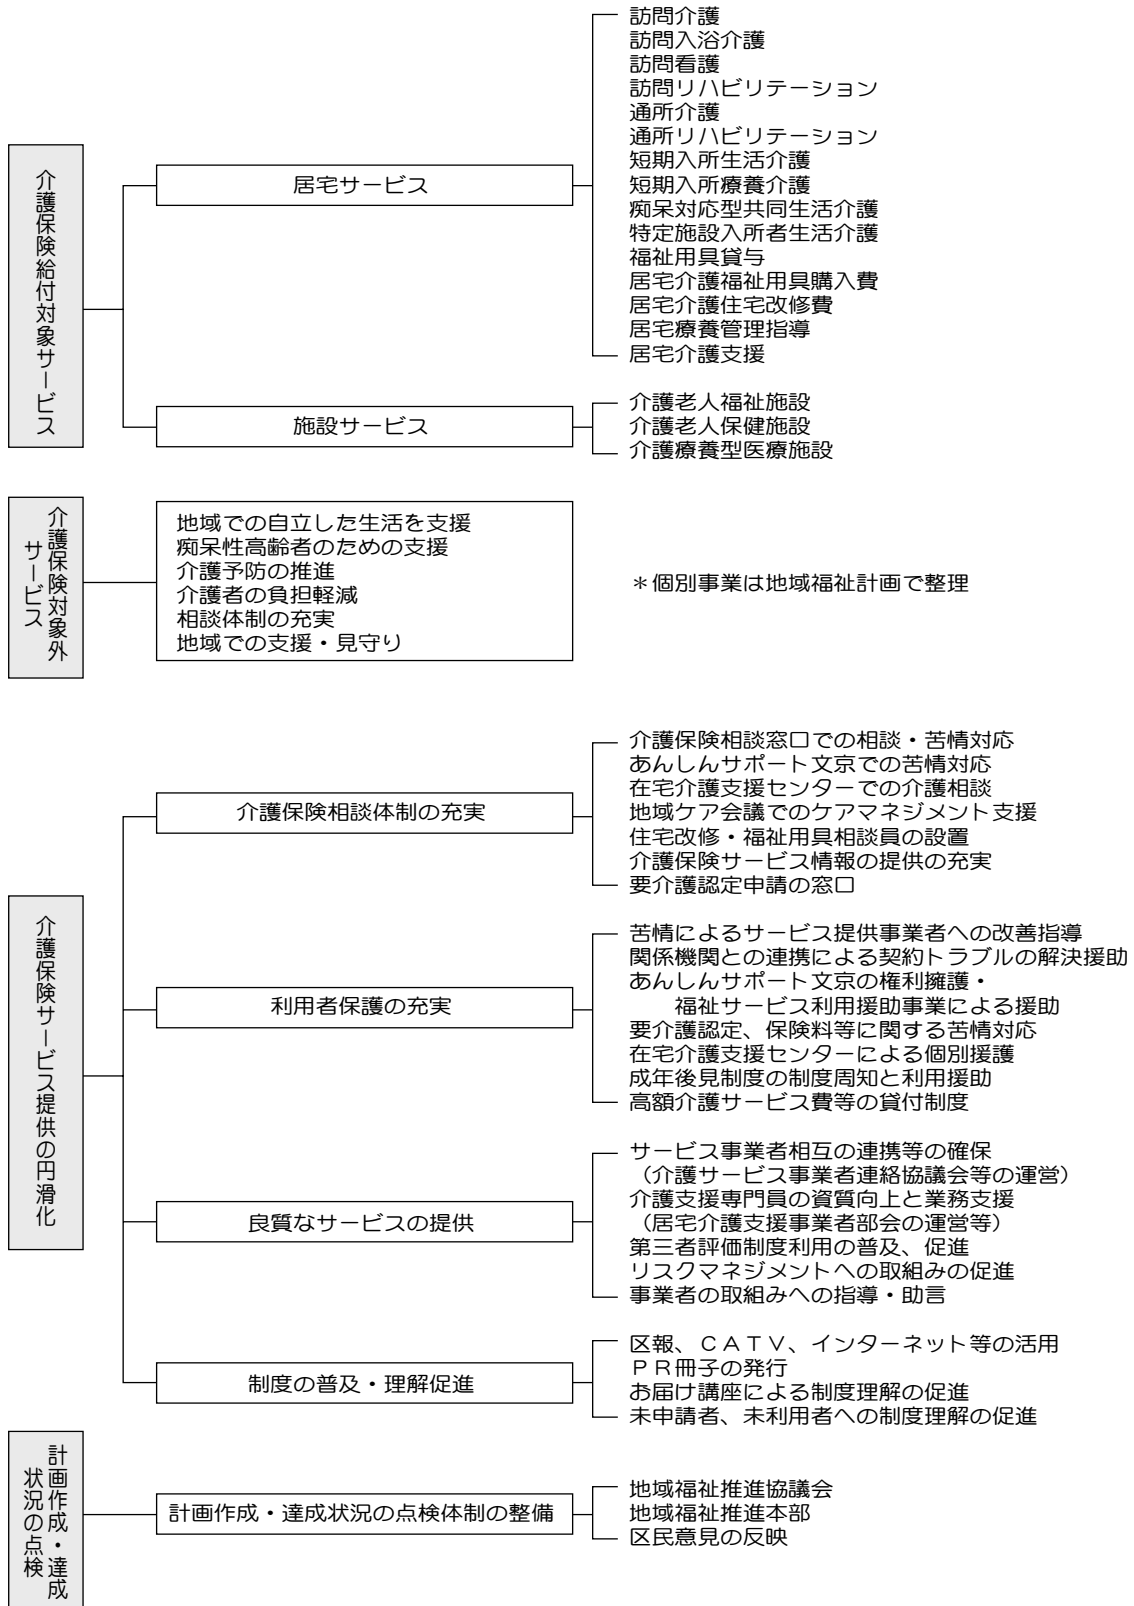 介護保険給付対象サービス
居宅サービス
訪問介護
訪問入浴介護
訪問看護
訪問リハビリテーション
通所介護
通所リハビリテーション
短期入所生活介護
短期入所療養介護
痴呆対応型共同生活介護
特定施設入所者生活介護
福祉用具貸与
居宅介護福祉用具購入費
居宅介護住宅改修費
居宅療養管理指導
居宅介護支援
施設サービス
介護老人福祉施設
介護老人保健施設
介護療養型医療施設
介護保険対象外
サービス
地域での自立した生活を支援
痴呆性高齢者のための支援
介護予防の推進
介護者の負担軽減
相談体制の充実
地域での支援・見守り
＊個別事業は地域福祉計画で整理
介護保険サービス提供の円滑化
介護保険相談体制の充実
介護保険相談窓口での相談・苦情対応
あんしんサポート文京での苦情対応
在宅介護支援センターでの介護相談
地域ケア会議でのケアマネジメント支援
住宅改修・福祉用具相談員の設置
介護保険サービス情報の提供の充実
要介護認定申請の窓口
利用者保護の充実
苦情によるサービス提供事業者への改善指導
関係機関との連携による契約トラブルの解決援助
あんしんサポート文京の権利擁護・
福祉サービス利用援助事業による援助
要介護認定、保険料等に関する苦情対応
在宅介護支援センターによる個別援護
成年後見制度の制度周知と利用援助
高額介護サービス費等の貸付制度
良質なサービスの提供
サービス事業者相互の連携等の確保
（介護サービス事業者連絡協議会等の運営）
介護支援専門員の資質向上と業務支援
（居宅介護支援事業者部会の運営等）
第三者評価制度利用の普及、促進
リスクマネジメントへの取組みの促進
事業者の取組みへの指導・助言
制度の普及・理解促進
区報、ＣＡＴＶ、インターネット等の活用
ＰＲ冊子の発行
お届け講座による制度理解の促進
未申請者、未利用者への制度理解の促進
計画作成・達成
状況の点検
計画作成・達成状況の点検体制の整備
地域福祉推進協議会
地域福祉推進本部
区民意見の反映